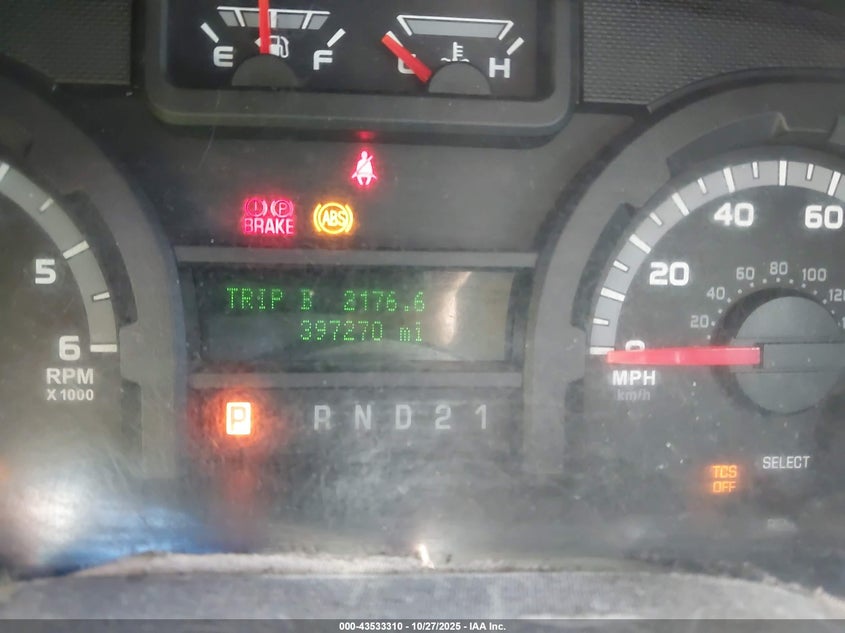 E F
C H
BRAKE
ABS
TRIP B 2176.6
397270 mi
5
6
RPM
X1000
P R N D 2 1
20 40 60
20 40 60 80 100
0
MPH
km/h
TCS
OFF
SELECT
000-43533310 - 10/27/2025 - IAA Inc.